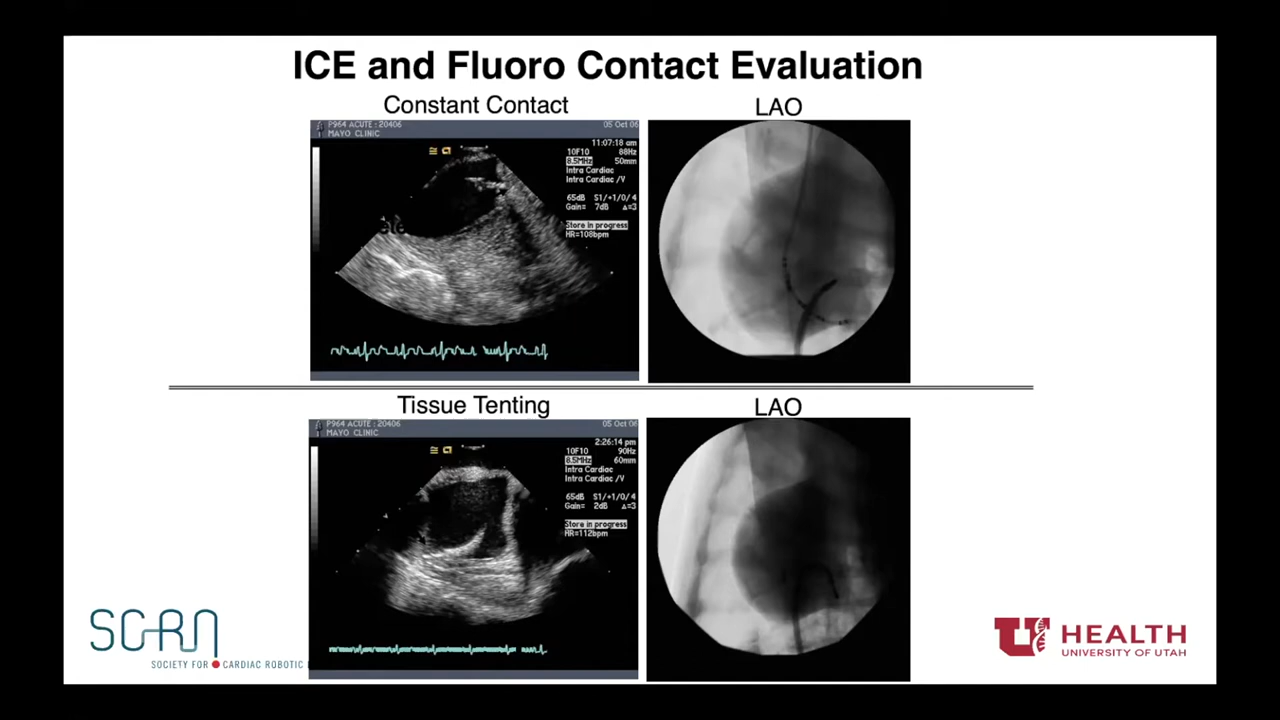 ICE and Fluoro Contact Evaluation
Constant Contact
LAO
P964 ACUTE : 20406
05 Oct 06
MAYO CLINIC
11:07:18 am
10F10 88Hz
8.5MHz 50mm
Intra Cardiac
Intra Cardiac /V
65dB S1/+1/0/4
Gain= 7dB Δ=3
Store in progress
HR=108bpm
Tissue Tenting
LAO
P964 ACUTE : 20406
05 Oct 06
MAYO CLINIC
2:26:14 pm
10F10 90Hz
8.5MHz 60mm
Intra Cardiac
Intra Cardiac /V
65dB S1/+1/0/4
Gain= 2dB Δ=3
Store in progress
HR=112bpm
SCRN
SOCIETY FOR CARDIAC ROBOTIC
U HEALTH
UNIVERSITY OF UTAH